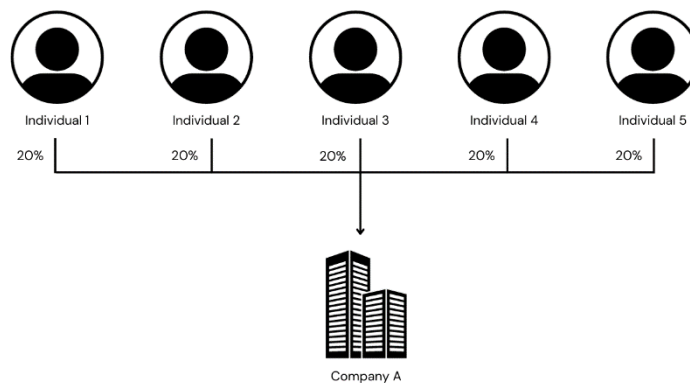 Individual 1
Individual 2
Individual 3
Individual 4
Individual 5
20%
20%
20%
20%
20%
Company A